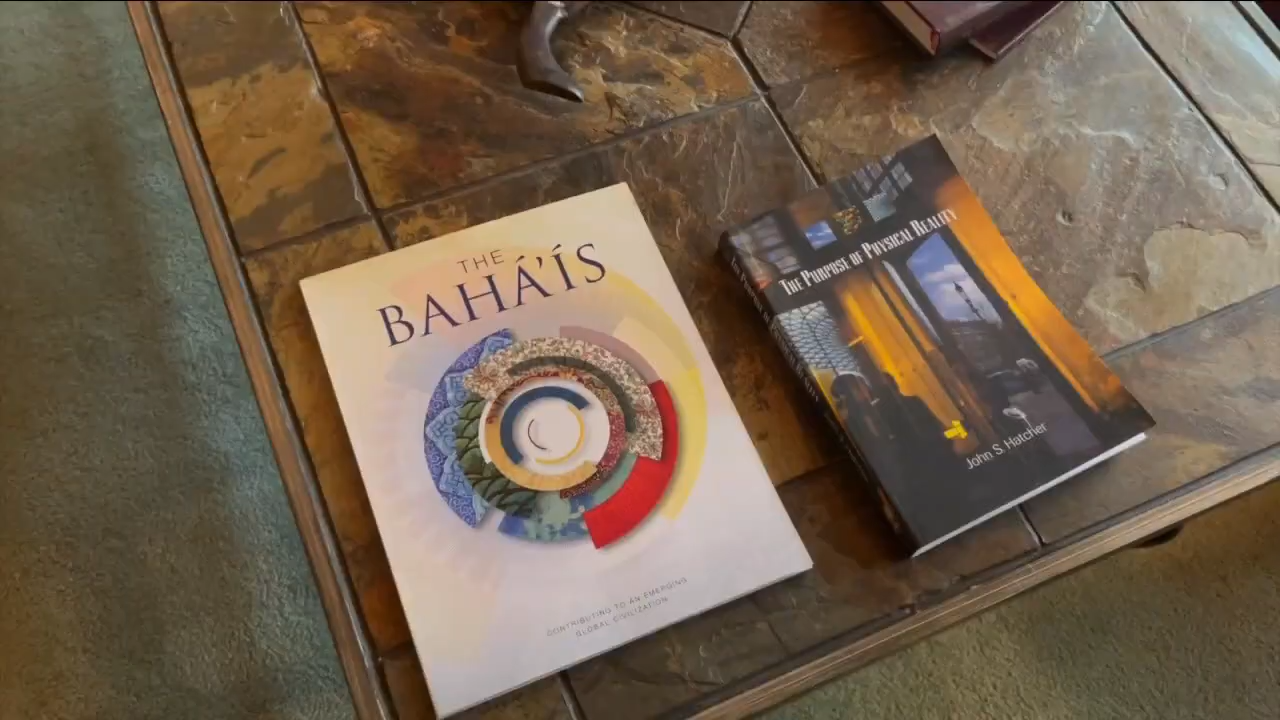 THE
BAHÁ'ÍS
CONTRIBUTING TO AN EMERGING
GLOBAL CIVILIZATION
THE PURPOSE OF PHYSICAL REALITY
John S. Hatcher